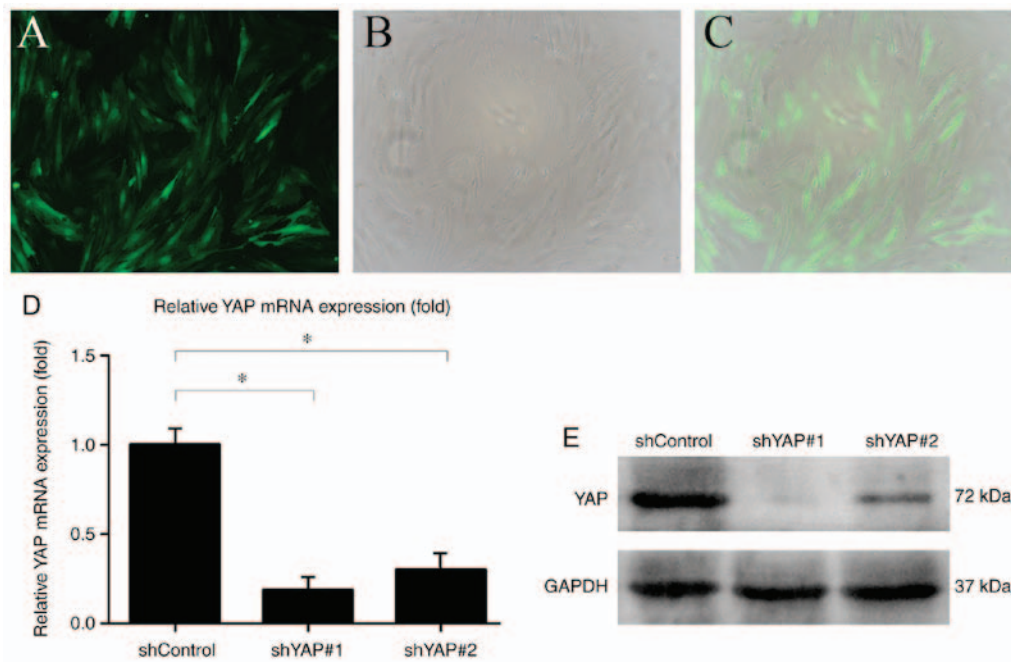 A
B
C
D
Relative YAP mRNA expression (fold)
Relative YAP mRNA expression (fold)
1.5
1.0
0.5
0.0
*
*
shControl
shYAP#1
shYAP#2
E
shControl
shYAP#1
shYAP#2
YAP
72 kDa
GAPDH
37 kDa